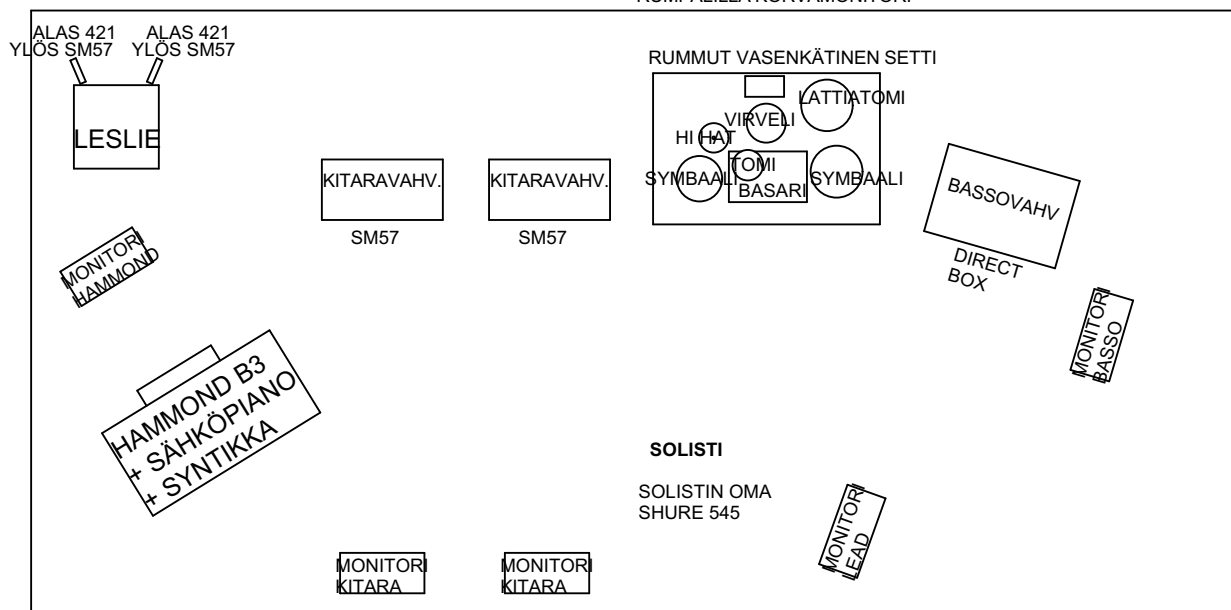 RUMPALILLA KORVAMONITORI
ALAS 421
YLÖS SM57
ALAS 421
YLÖS SM57
LESLIE
RUMMUT VASENKÄTINEN SETTI
LATTIATOMI
VIRVELI
HI HAT
TOMI
SYMBAALI
SYMBAALI
BASARI
KITARAVAHV.
KITARAVAHV.
SM57
SM57
BASSOVAHV
DIRECT
BOX
MONITORI
HAMMOND
MONITORI
BASSO
HAMMOND B3
+ SÄHKÖPIANO
+ SYNTIKKA
SOLISTI
SOLISTIN OMA
SHURE 545
MONITORI
LEAD
MONITORI
KITARA
MONITORI
KITARA